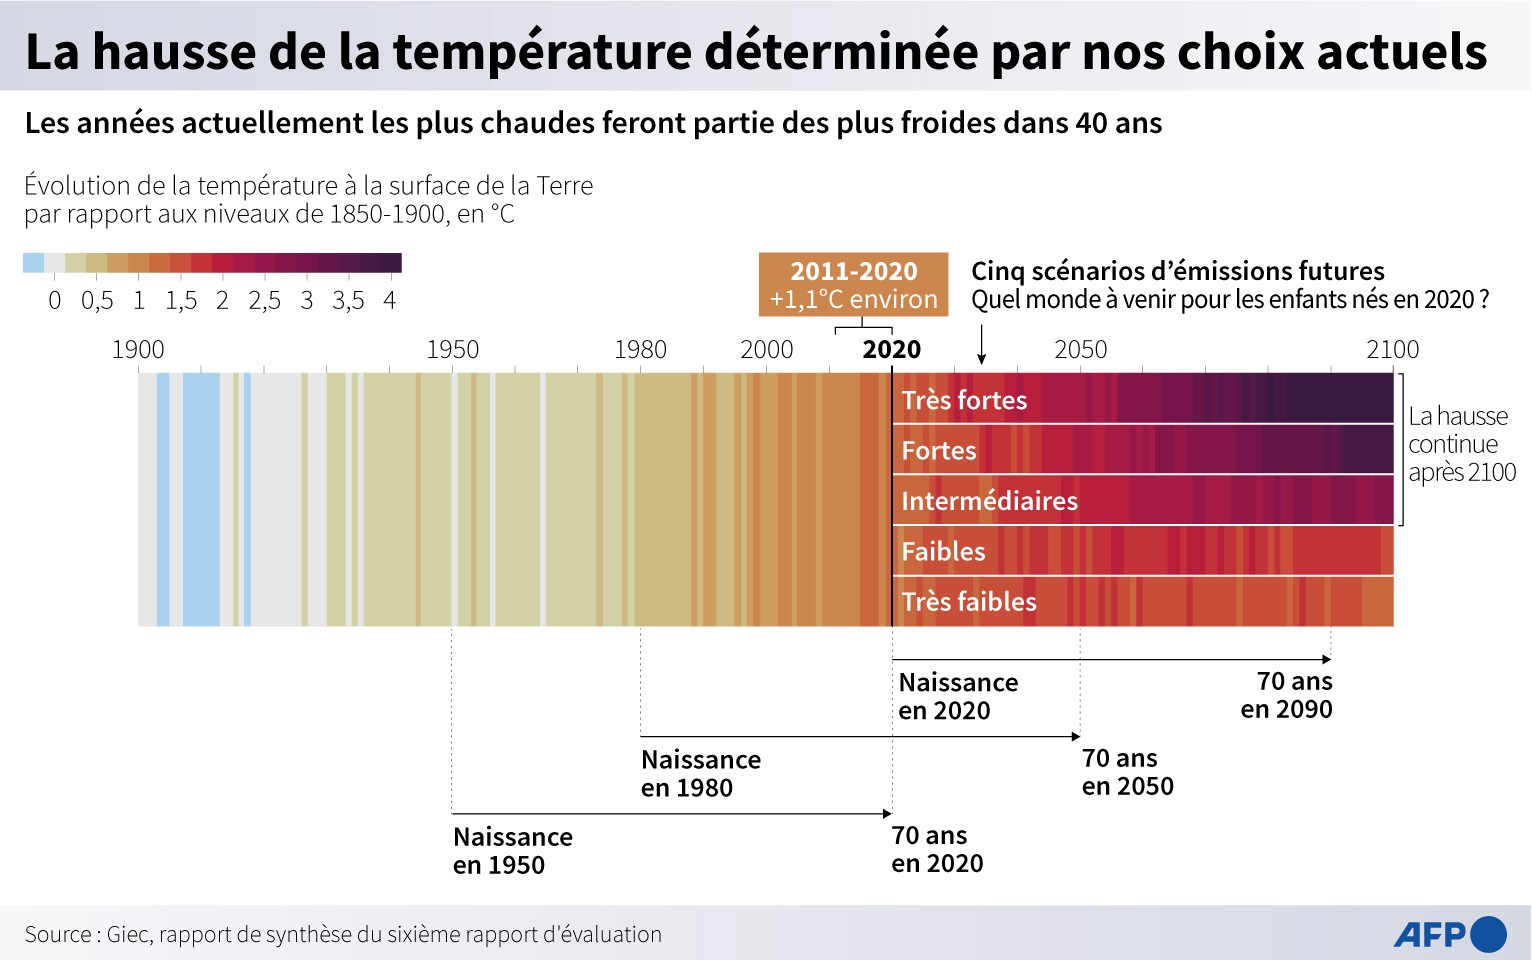 La hausse de la température déterminée par nos choix actuels
Les années actuellement les plus chaudes feront partie des plus froides dans 40 ans
Évolution de la température à la surface de la Terre
par rapport aux niveaux de 1850-1900, en °C
0 0,5 1 1,5 2 2,5 3 3,5 4
2011-2020
+1,1°C environ
Cinq scénarios d’émissions futures
Quel monde à venir pour les enfants nés en 2020 ?
1900 1950 1980 2000 2020 2050 2100
Très fortes
Fortes
Intermédiaires
Faibles
Très faibles
La hausse
continue
après 2100
Naissance
en 2020
70 ans
en 2090
Naissance
en 1980
70 ans
en 2050
Naissance
en 1950
70 ans
en 2020
Source : Giec, rapport de synthèse du sixième rapport d'évaluation
AFP